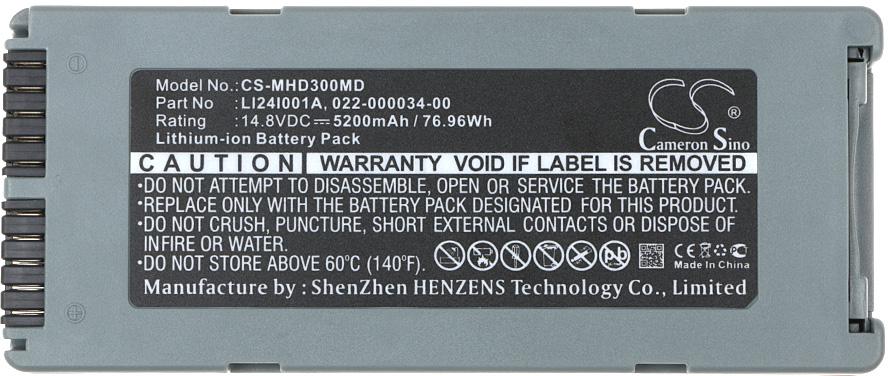 Model No.: CS-MHD300MD
Part No : LI24I001A, 022-000034-00
Rating : 14.8VDC⎓5200mAh / 76.96Wh
Lithium-ion Battery Pack
CS®
Cameron Sino
CAUTION WARRANTY VOID IF LABEL IS REMOVED
•DO NOT ATTEMPT TO DISASSEMBLE, OPEN OR SERVICE THE BATTERY PACK.
•REPLACE ONLY WITH THE BATTERY PACK DESIGNATED FOR THIS PRODUCT.
•DO NOT CRUSH, PUNCTURE, SHORT EXTERNAL CONTACTS OR DISPOSE OF
INFIRE OR WATER.
•DO NOT STORE ABOVE 60°C (140°F).
CE
Made In China
Manufacture by : ShenZhen HENZENS Technology Co., Limited